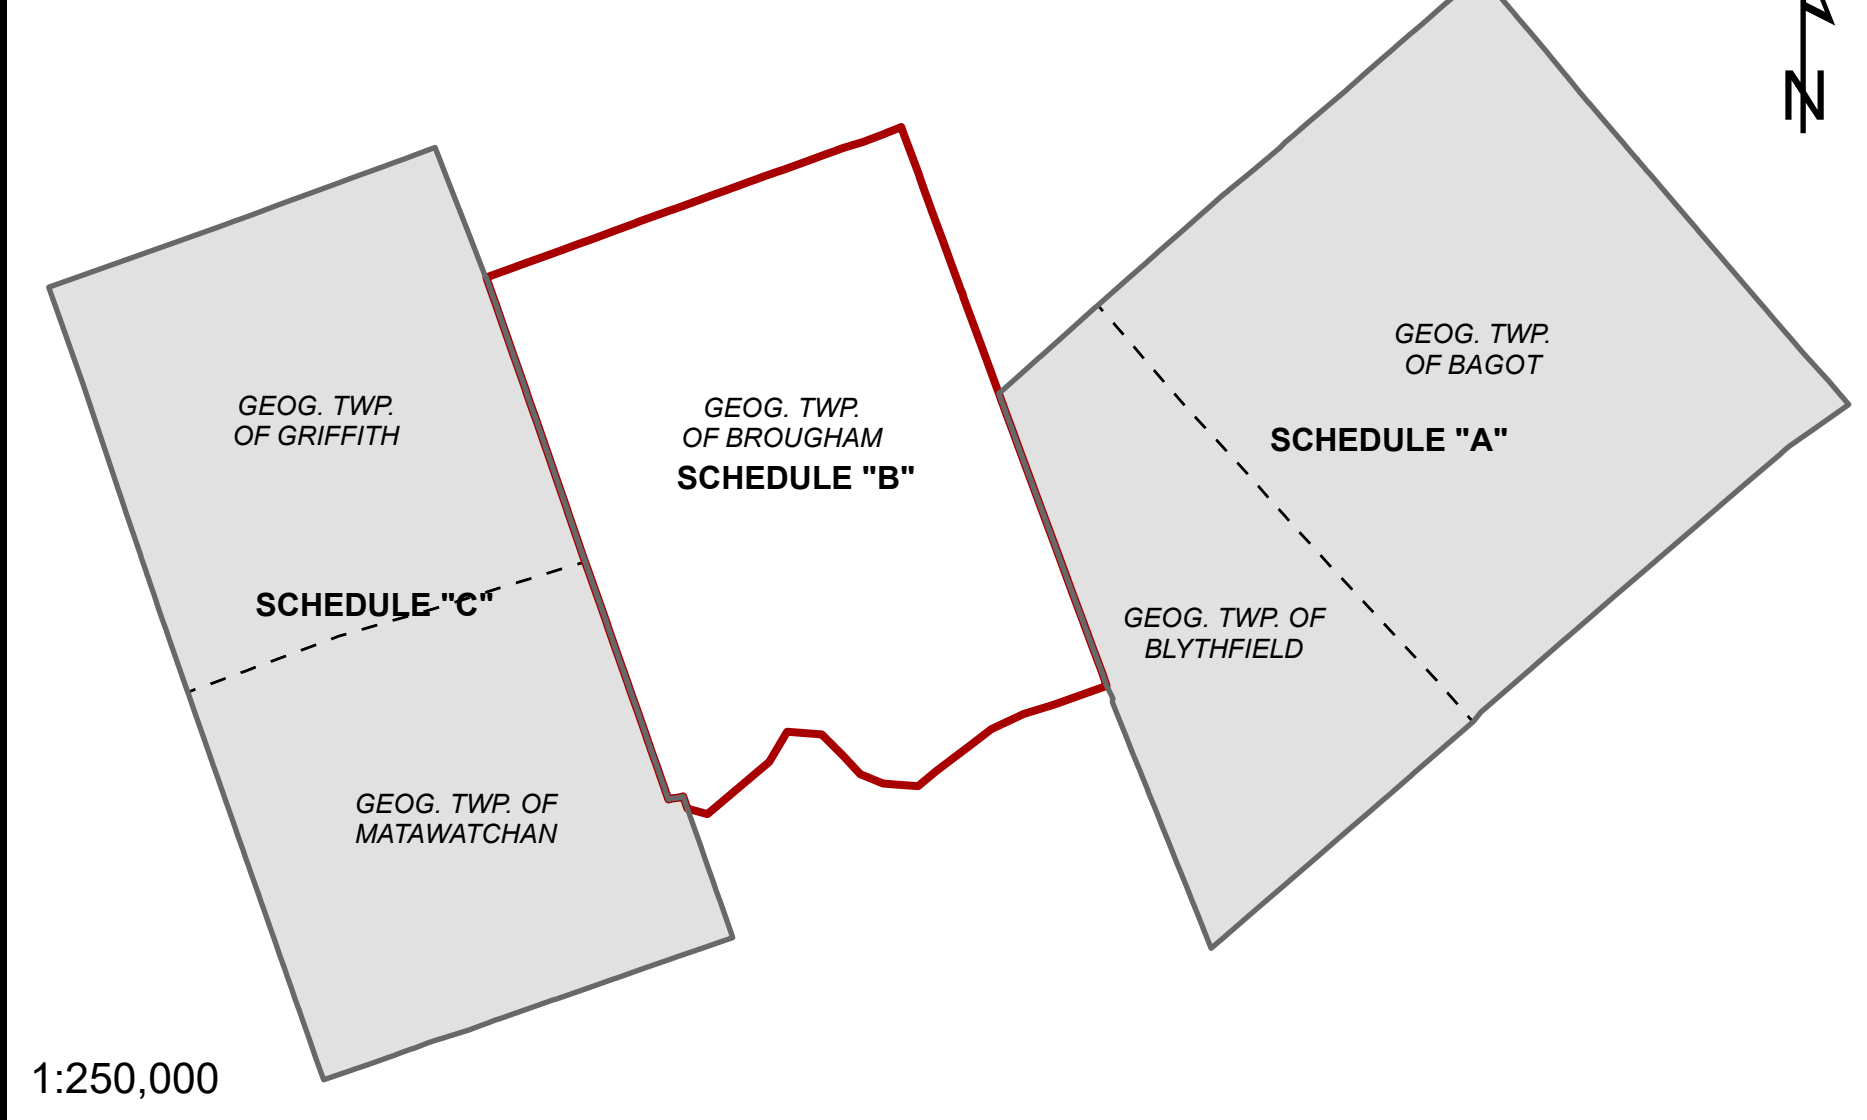 N
GEOG. TWP.
OF GRIFFITH
SCHEDULE "C"
GEOG. TWP. OF
MATAWATCHAN
GEOG. TWP.
OF BROUGHAM
SCHEDULE "B"
GEOG. TWP.
OF BAGOT
SCHEDULE "A"
GEOG. TWP. OF
BLYTHFIELD
1:250,000